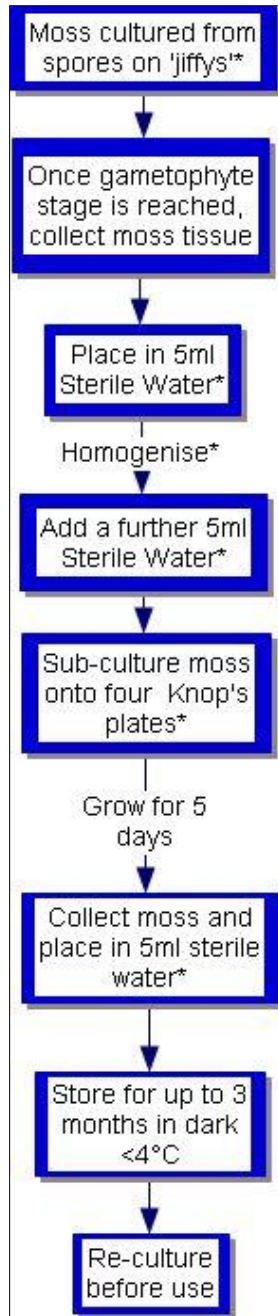 Moss cultured from
spores on 'jiffys'*
Once gametophyte
stage is reached,
collect moss tissue
Place in 5ml
Sterile Water*
Homogenise*
Add a further 5ml
Sterile Water*
Sub-culture moss
onto four Knop's
plates*
Grow for 5
days
Collect moss and
place in 5ml sterile
water*
Store for up to 3
months in dark
<4°C
Re-culture
before use